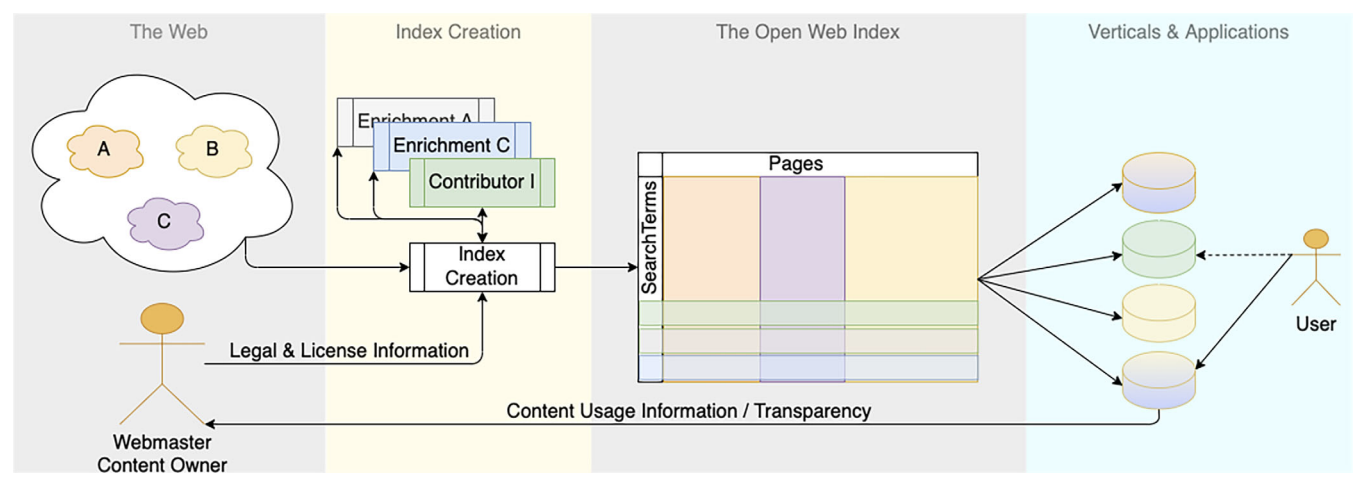 The Web
Index Creation
The Open Web Index
Verticals & Applications
A
B
C
Enrichment A
Enrichment C
Contributor I
Index
Creation
Pages
SearchTerms
User
Legal & License Information
Content Usage Information / Transparency
Webmaster
Content Owner